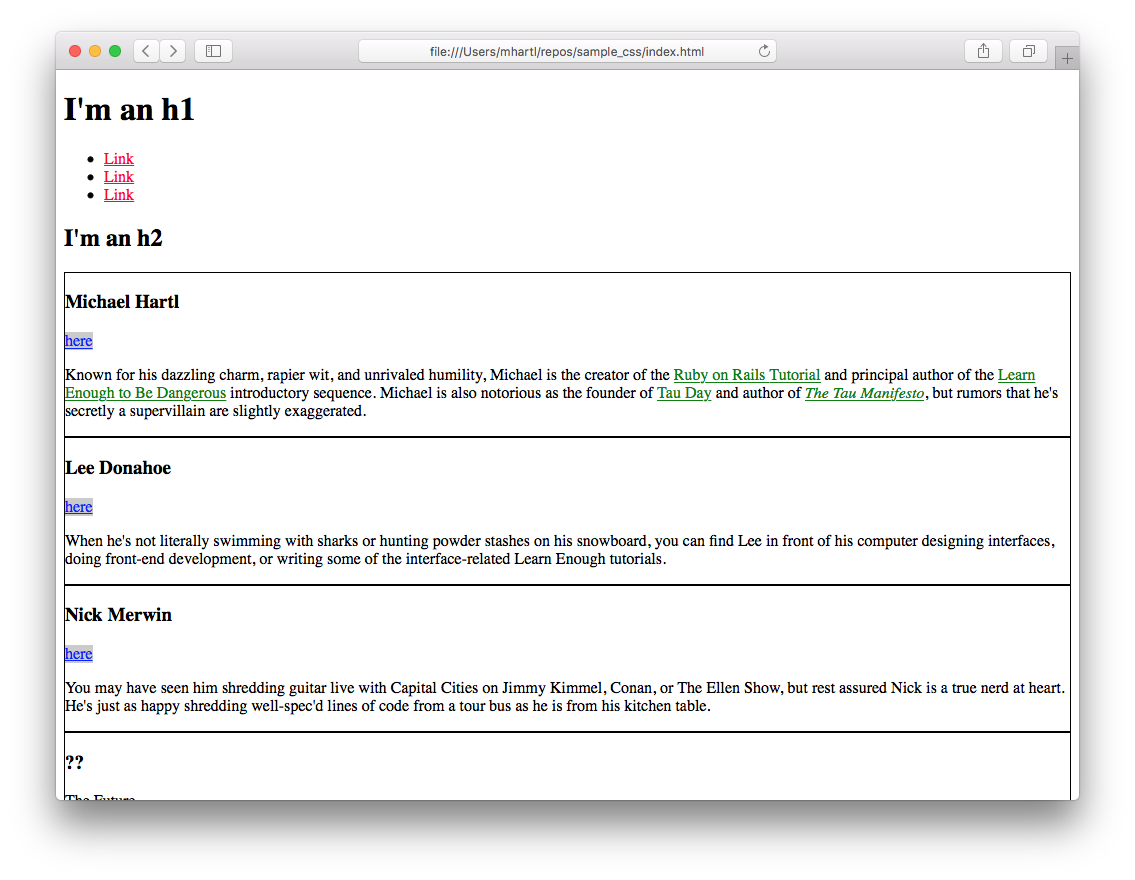 file:///Users/mhartl/repos/sample_css/index.html
I'm an h1
Link
Link
Link
I'm an h2
Michael Hartl
here
Known for his dazzling charm, rapier wit, and unrivaled humility, Michael is the creator of the Ruby on Rails Tutorial and principal author of the Learn
Enough to Be Dangerous introductory sequence. Michael is also notorious as the founder of Tau Day and author of The Tau Manifesto, but rumors that he's
secretly a supervillain are slightly exaggerated.
Lee Donahoe
here
When he's not literally swimming with sharks or hunting powder stashes on his snowboard, you can find Lee in front of his computer designing interfaces,
doing front-end development, or writing some of the interface-related Learn Enough tutorials.
Nick Merwin
here
You may have seen him shredding guitar live with Capital Cities on Jimmy Kimmel, Conan, or The Ellen Show, but rest assured Nick is a true nerd at heart.
He's just as happy shredding well-spec'd lines of code from a tour bus as he is from his kitchen table.
??
The Future